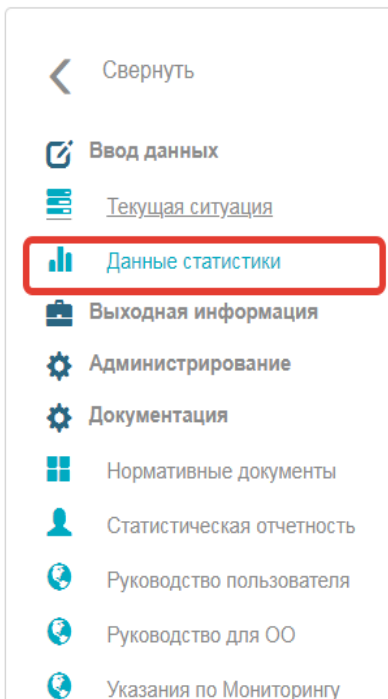 Свернуть
Ввод данных
Текущая ситуация
Данные статистики
Выходная информация
Администрирование
Документация
Нормативные документы
Статистическая отчетность
Руководство пользователя
Руководство для ОО
Указания по Мониторингу